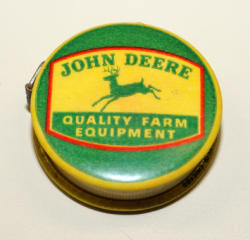 JOHN DEERE
QUALITY FARM
EQUIPMENT